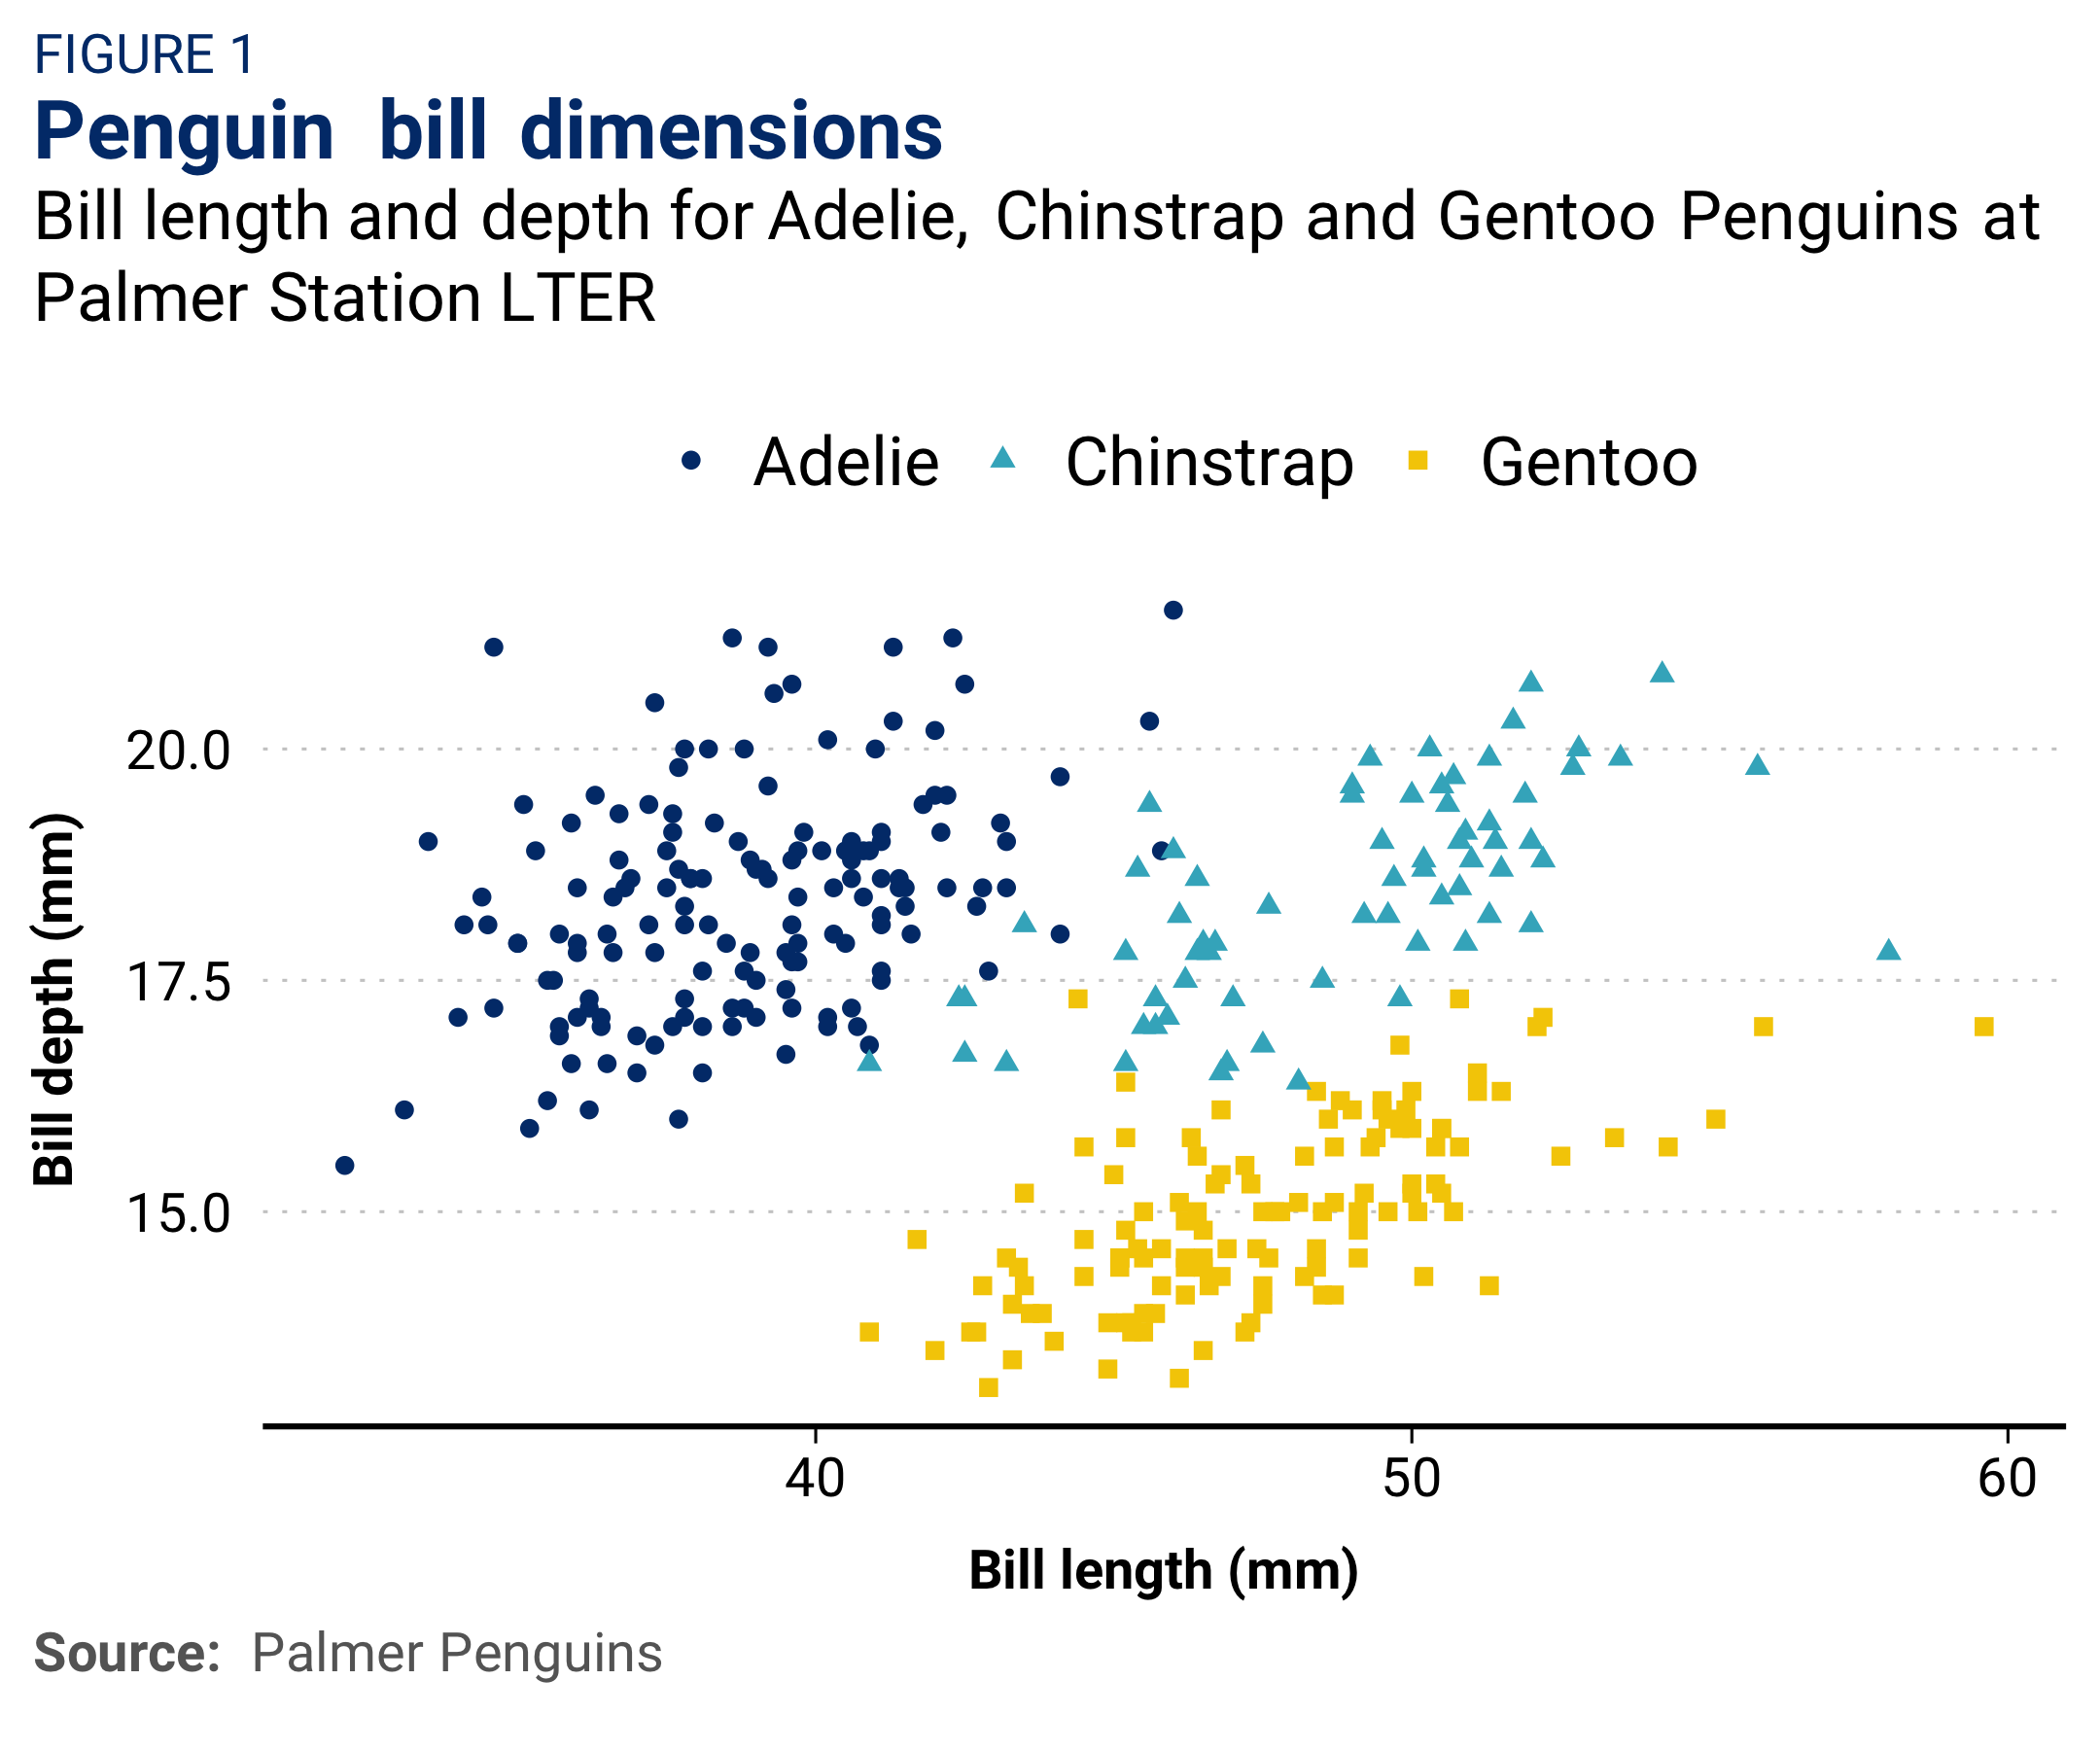 FIGURE 1
Penguin bill dimensions
Bill length and depth for Adelie, Chinstrap and Gentoo Penguins at
Palmer Station LTER
Adelie Chinstrap Gentoo
Bill depth (mm)
20.0
17.5
15.0
40 50 60
Bill length (mm)
Source: Palmer Penguins